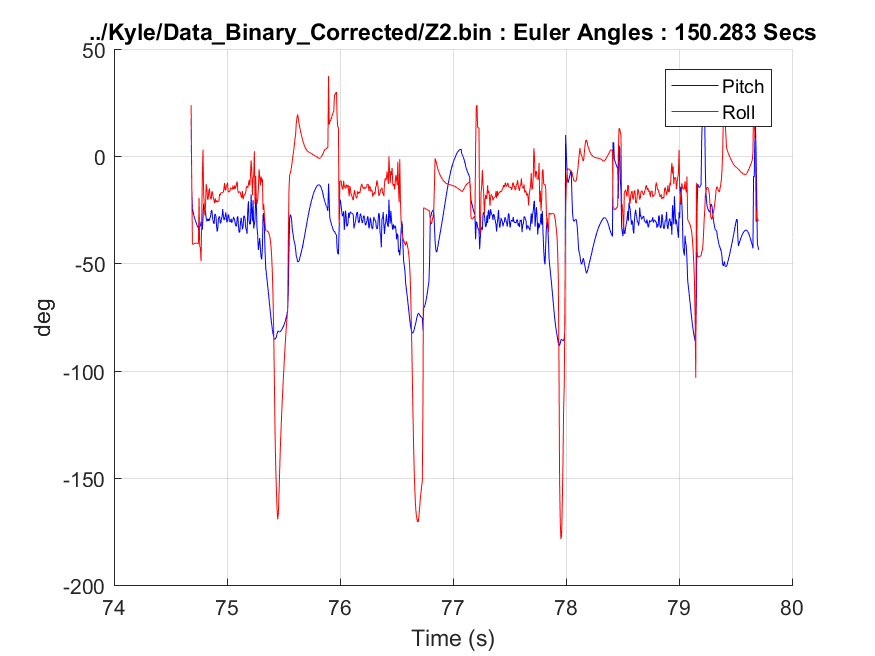 ../Kyle/Data_Binary_Corrected/Z2.bin : Euler Angles : 150.283 Secs
50
Pitch
Roll
0
-50
deg
-100
-150
-200
74
75
76
77
78
79
80
Time (s)